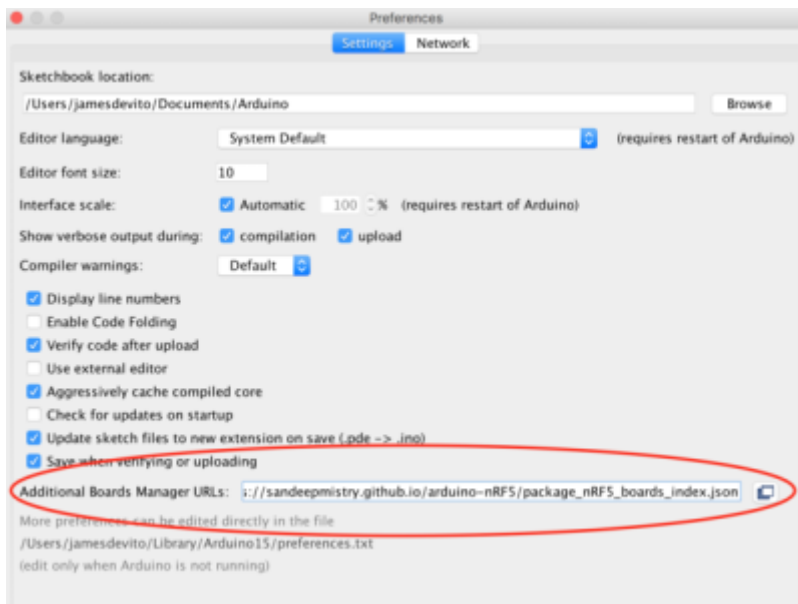 Preferences
Settings Network
Sketchbook location:
/Users/jamesdevito/Documents/Arduino Browse
Editor language: System Default (requires restart of Arduino)
Editor font size: 10
Interface scale: Automatic 100 % (requires restart of Arduino)
Show verbose output during: compilation upload
Compiler warnings: Default
Display line numbers
Enable Code Folding
Verify code after upload
Use external editor
Aggressively cache compiled core
Check for updates on startup
Update sketch files to new extension on save (.pde -> .ino)
Save when verifying or uploading
Additional Boards Manager URLs: s://sandeepmistry.github.io/arduino-nRF5/package_nRF5_boards_index.json
More preferences can be edited directly in the file
/Users/jamesdevito/Library/Arduino15/preferences.txt
(edit only when Arduino is not running)